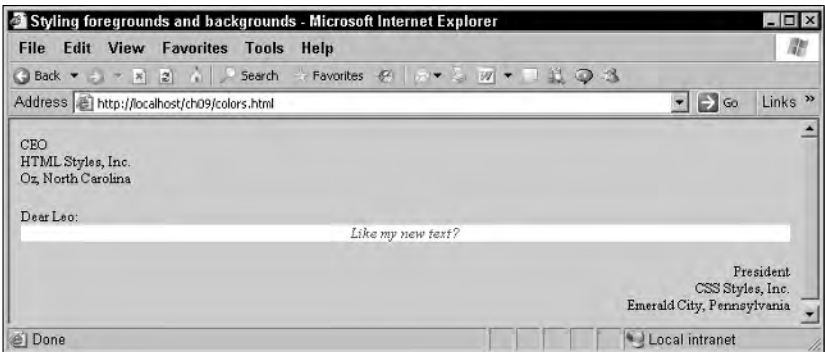 Styling foregrounds and backgrounds - Microsoft Internet Explorer
File Edit View Favorites Tools Help
Back Search Favorites
Address http://localhost/ch09/colors.html Go Links »
CEO
HTML Styles, Inc.
Oz, North Carolina
Dear Leo:
Like my new text?
President
CSS Styles, Inc.
Emerald City, Pennsylvania
Done Local intranet